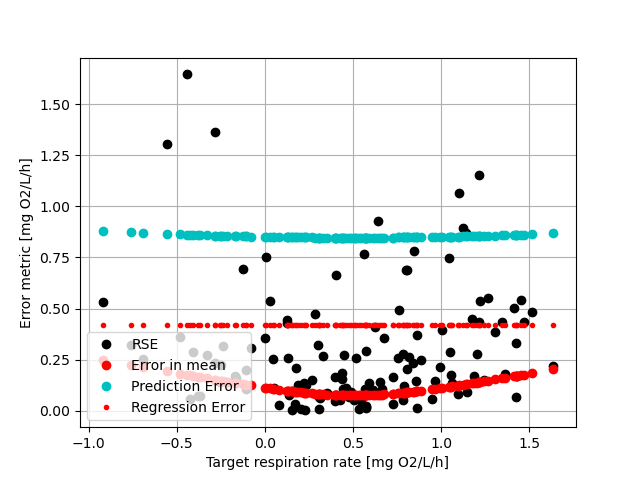 1.50
1.25
1.00
0.75
0.50
0.25
0.00
Error metric [mg O2/L/h]
RSE
Error in mean
Prediction Error
Regression Error
−1.0 −0.5 0.0 0.5 1.0 1.5
Target respiration rate [mg O2/L/h]